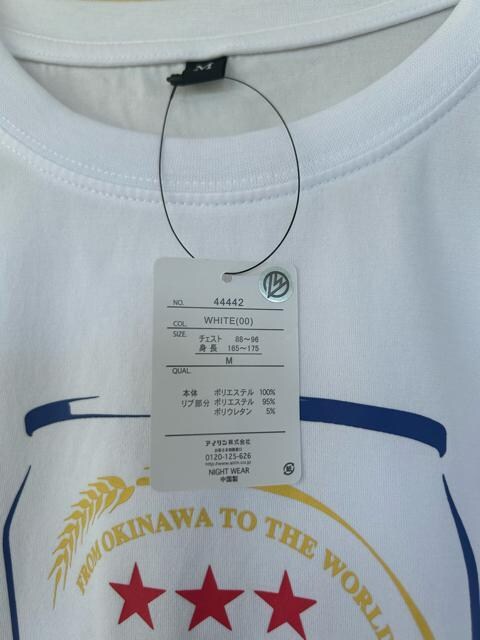 M
NO. 44442
COL. WHITE(00)
SIZE.
チェスト 88～96
身長 165～175
M
QUAL.
本体 ポリエステル 100%
リブ部分 ポリエステル 95%
ポリウレタン 5%
アイリン株式会社
0120-125-626
NIGHT WEAR
中国製
FROM OKINAWA TO THE WORLD